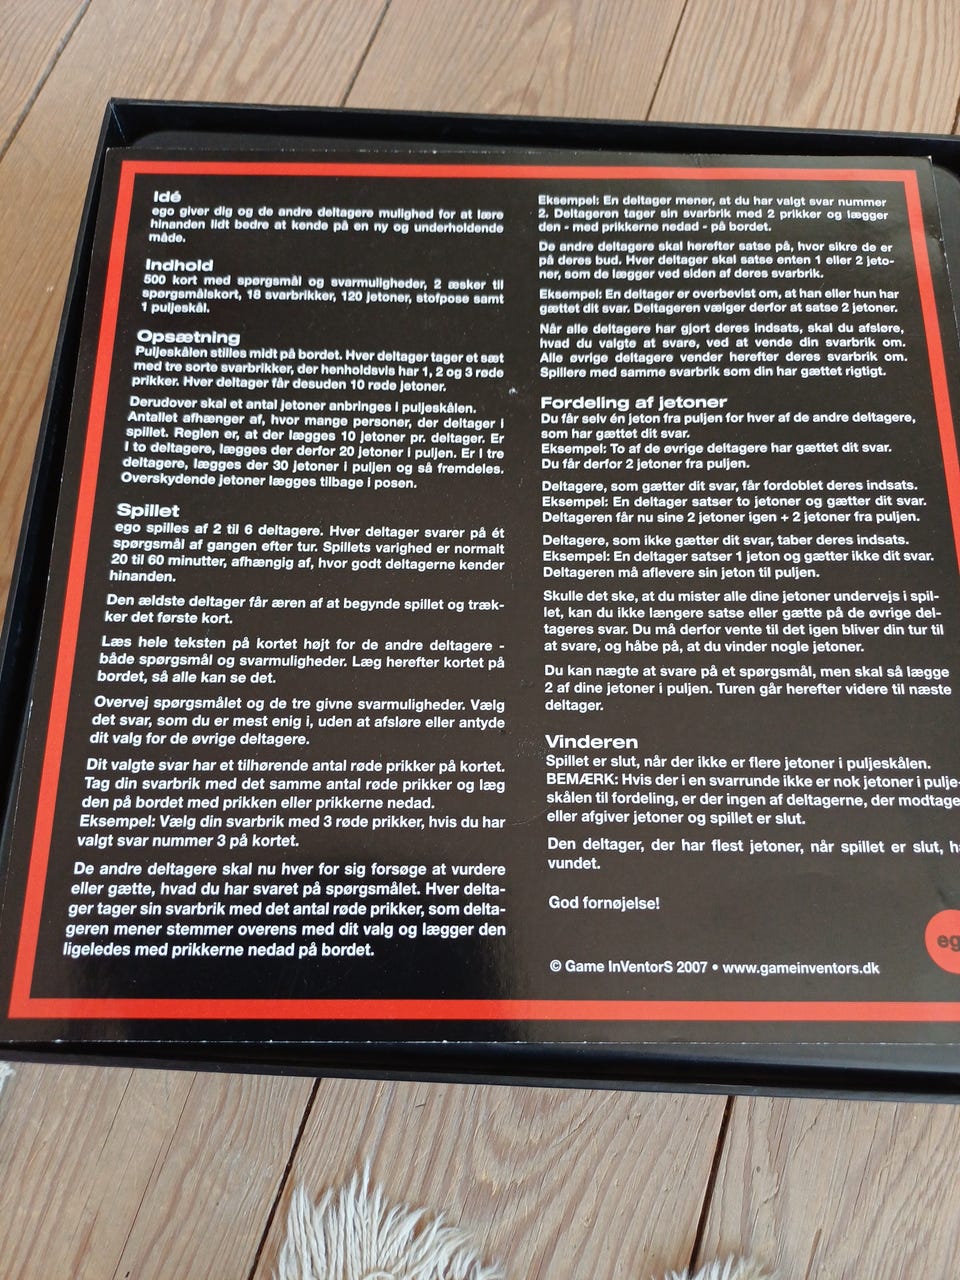 Idé
ego giver dig og de andre deltagere mulighed for at lære
hinanden lidt bedre at kende på en ny og underholdende
måde.
Indhold
500 kort med spørgsmål og svarmuligheder, 2 æsker til
spørgsmålskort, 18 svarbrikker, 120 jetoner, stofpose samt
1 puljeskål.
Opsætning
Puljeskålen stilles midt på bordet. Hver deltager tager et sæt
med tre sorte svarbrikker, der henholdsvis har 1, 2 og 3 røde
prikker. Hver deltager får desuden 10 røde jetoner.
Derudover skal et antal jetoner anbringes i puljeskålen.
Antallet afhænger af, hvor mange personer, der deltager i
spillet. Reglen er, at der lægges 10 jetoner pr. deltager. Er
I to deltagere, lægges der derfor 20 jetoner i puljen. Er I tre
deltagere, lægges der 30 jetoner i puljen og så fremdeles.
Overskydende jetoner lægges tilbage i posen.
Spillet
ego spilles af 2 til 6 deltagere. Hver deltager svarer på ét
spørgsmål af gangen efter tur. Spillets varighed er normalt
20 til 60 minutter, afhængig af, hvor godt deltagerne kender
hinanden.
Den ældste deltager får æren af at begynde spillet og træk-
ker det første kort.
Læs hele teksten på kortet højt for de andre deltagere -
både spørgsmål og svarmuligheder. Læg herefter kortet på
bordet, så alle kan se det.
Overvej spørgsmålet og de tre givne svarmuligheder. Vælg
det svar, som du er mest enig i, uden at afsløre eller antyde
dit valg for de øvrige deltagere.
Dit valgte svar har et tilhørende antal røde prikker på kortet.
Tag din svarbrik med det samme antal røde prikker og læg
den på bordet med prikken eller prikkerne nedad.
Eksempel: Vælg din svarbrik med 3 røde prikker, hvis du har
valgt svar nummer 3 på kortet.
De andre deltagere skal nu hver for sig forsøge at vurdere
eller gætte, hvad du har svaret på spørgsmålet. Hver delta-
ger tager sin svarbrik med det antal røde prikker, som delta-
geren mener stemmer overens med dit valg og lægger den
ligeledes med prikkerne nedad på bordet.
Eksempel: En deltager mener, at du har valgt svar nummer
2. Deltageren tager sin svarbrik med 2 prikker og lægger
den - med prikkerne nedad - på bordet.
De andre deltagere skal herefter satse på, hvor sikre de er
på deres bud. Hver deltager skal satse enten 1 eller 2 jeto-
ner, som de lægger ved siden af deres svarbrik.
Eksempel: En deltager er overbevist om, at han eller hun har
gættet dit svar. Deltageren vælger derfor at satse 2 jetoner.
Når alle deltagere har gjort deres indsats, skal du afsløre,
hvad du valgte at svare, ved at vende din svarbrik om.
Alle øvrige deltagere vender herefter deres svarbrik om.
Spillere med samme svarbrik som din har gættet rigtigt.
Fordeling af jetoner
Du får selv én jeton fra puljen for hver af de andre deltagere,
som har gættet dit svar.
Eksempel: To af de øvrige deltagere har gættet dit svar.
Du får derfor 2 jetoner fra puljen.
Deltagere, som gætter dit svar, får fordoblet deres indsats.
Eksempel: En deltager satser to jetoner og gætter dit svar.
Deltageren får nu sine 2 jetoner igen + 2 jetoner fra puljen.
Deltagere, som ikke gætter dit svar, taber deres indsats.
Eksempel: En deltager satser 1 jeton og gætter ikke dit svar.
Deltageren må aflevere sin jeton til puljen.
Skulle det ske, at du mister alle dine jetoner undervejs i spil-
let, kan du ikke længere satse eller gætte på de øvrige del-
tageres svar. Du må derfor vente til det igen bliver din tur til
at svare, og håbe på, at du vinder nogle jetoner.
Du kan nægte at svare på et spørgsmål, men skal så lægge
2 af dine jetoner i puljen. Turen går herefter videre til næste
deltager.
Vinderen
Spillet er slut, når der ikke er flere jetoner i puljeskålen.
BEMÆRK: Hvis der i en svarrunde ikke er nok jetoner i pulje-
skålen til fordeling, er der ingen af deltagerne, der modtage
eller afgiver jetoner og spillet er slut.
Den deltager, der har flest jetoner, når spillet er slut, h
vundet.
God fornøjelse!
eg
© Game InVentorS 2007 • www.gameinventors.dk